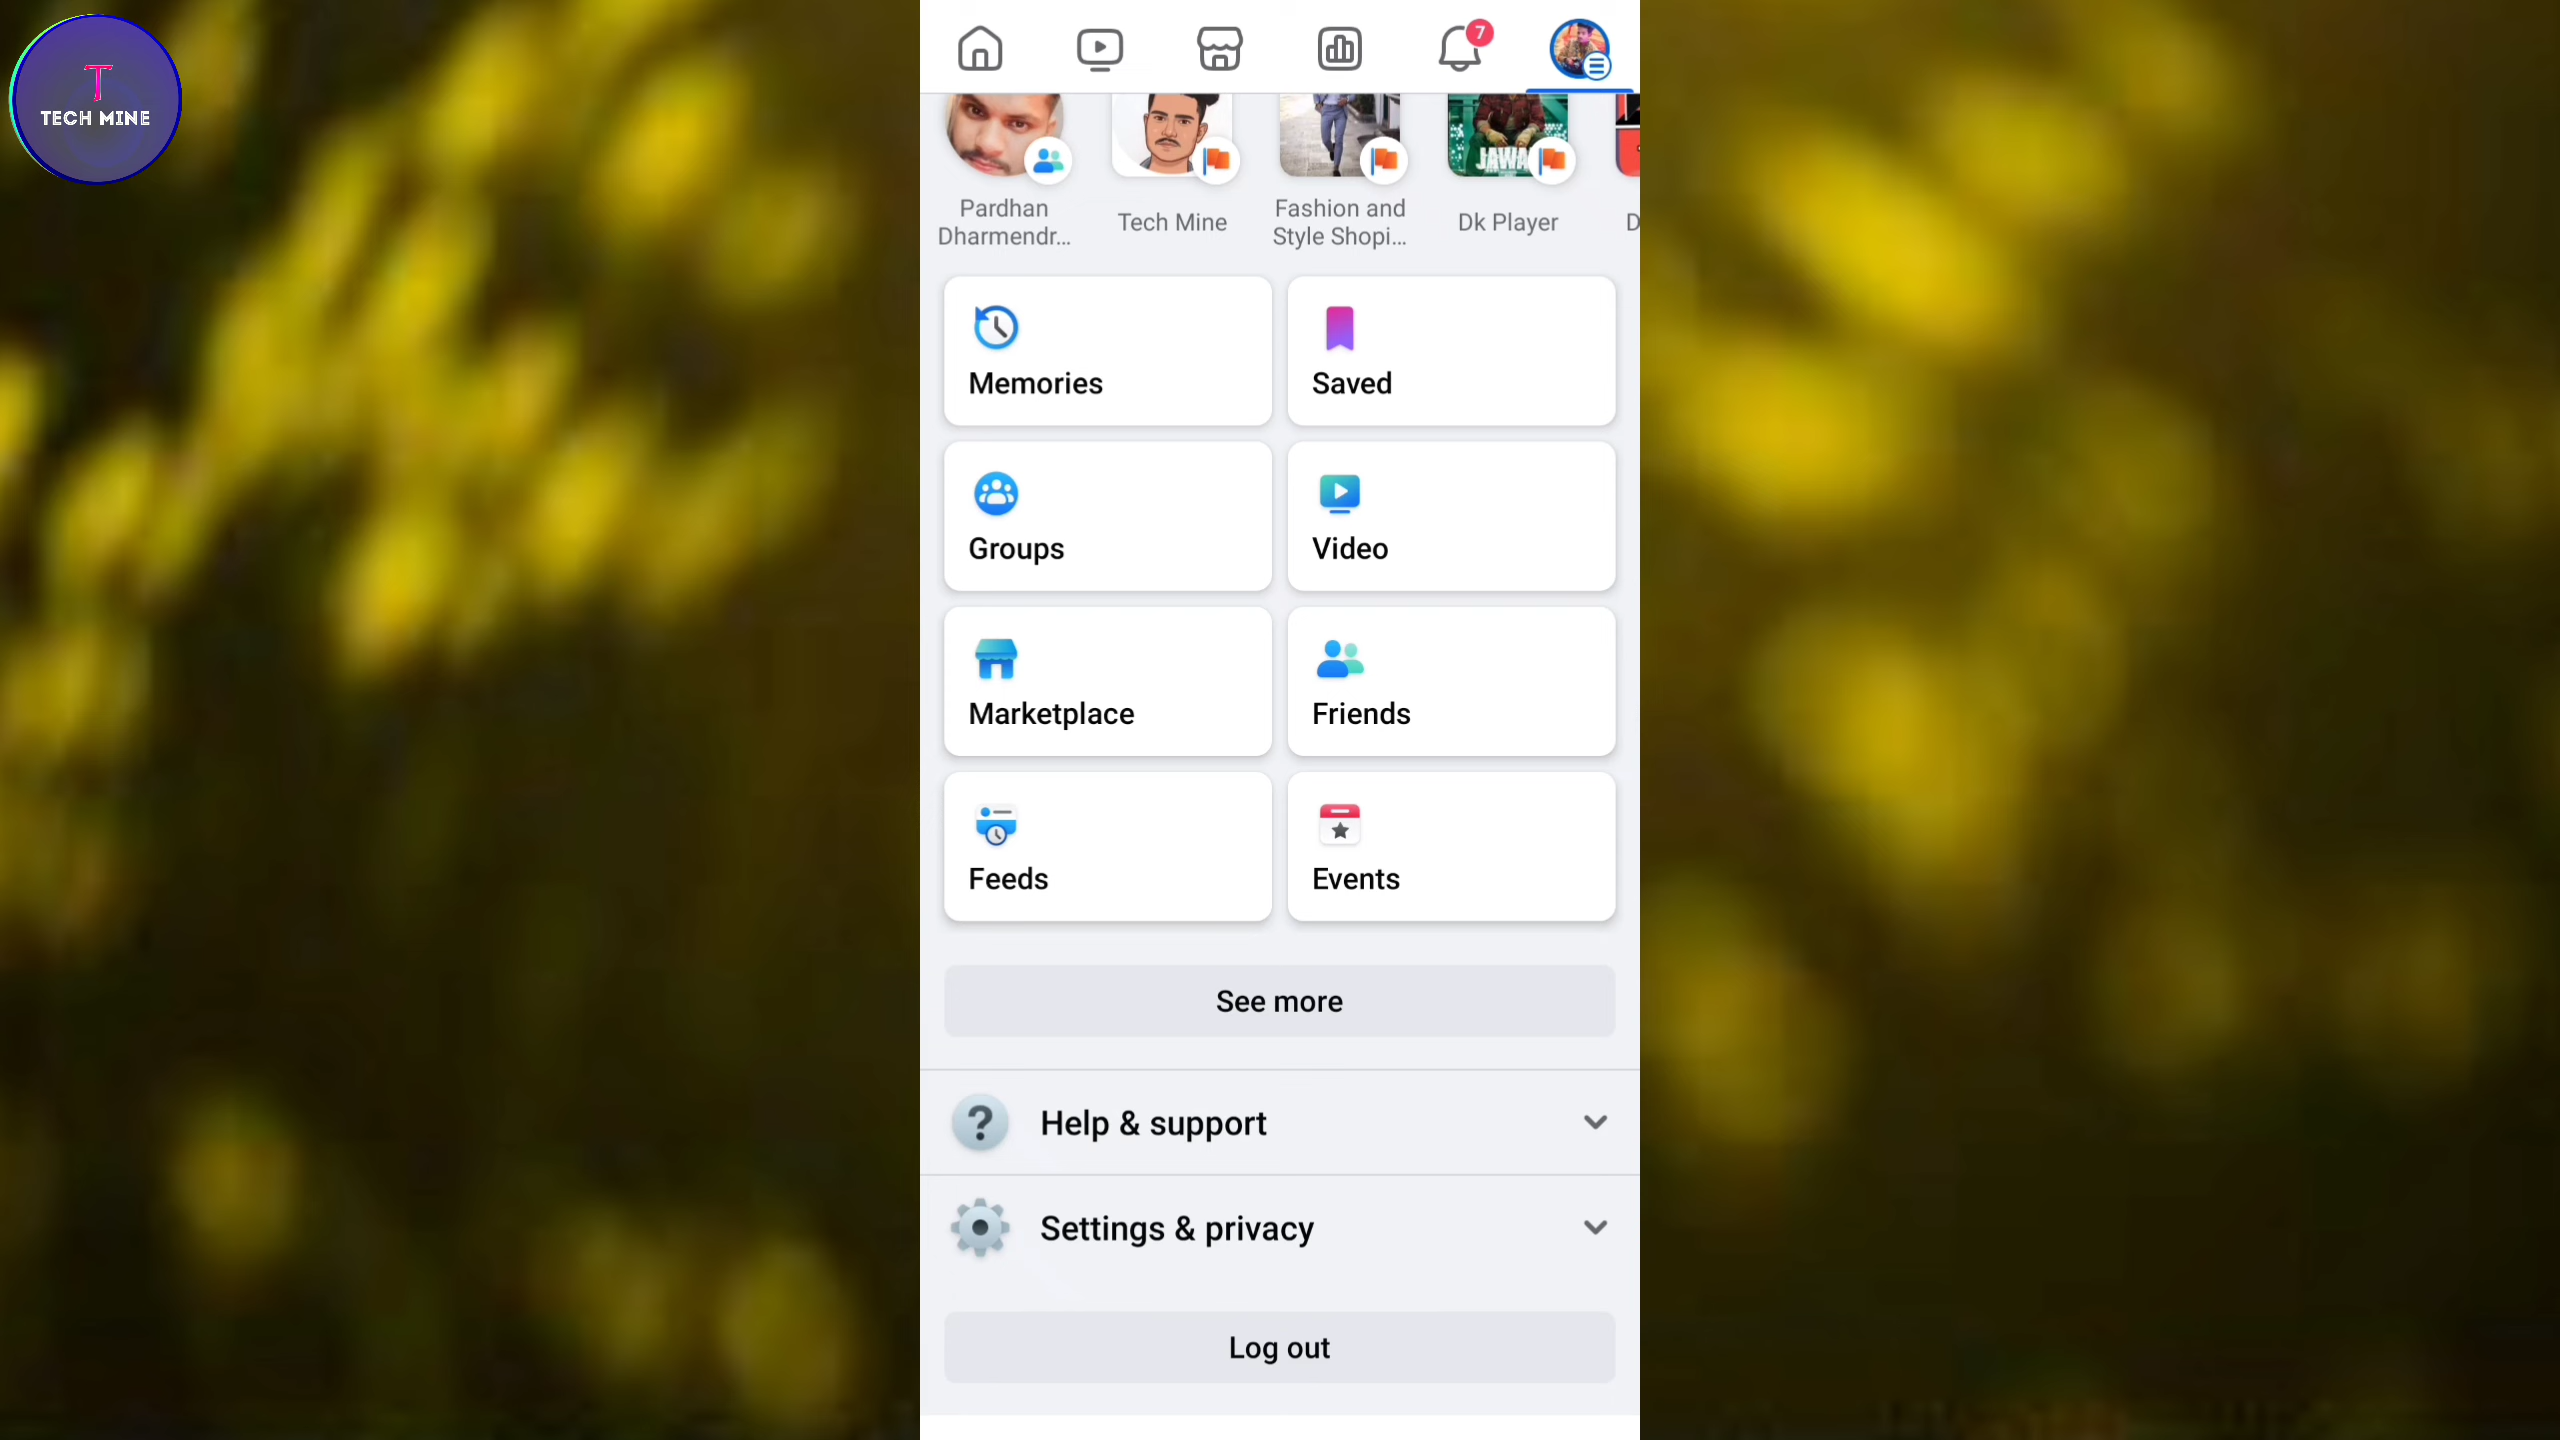 T
TECH MINE
7
JAWA
Pardhan
Dharmendr...
Tech Mine
Fashion and
Style Shopi...
Dk Player
D
Memories
Saved
Groups
Video
Marketplace
Friends
Feeds
Events
See more
Help & support
Settings & privacy
Log out